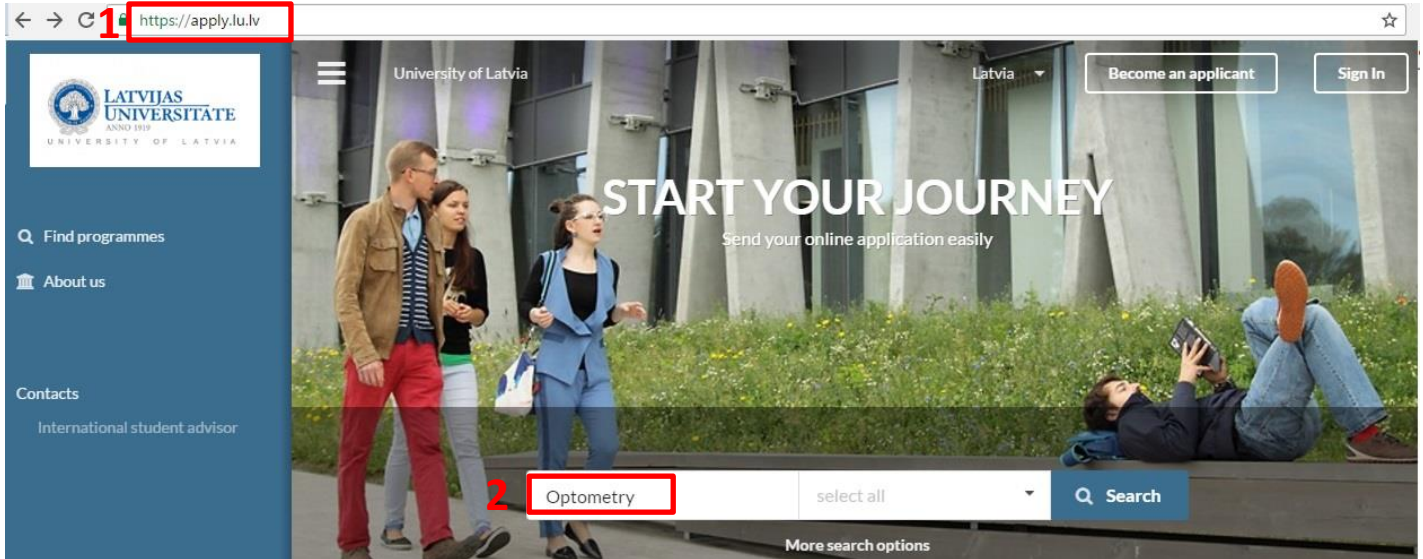 1 https://apply.lu.lv
LATVIJAS
UNIVERSITATE
ANNO 1919
UNIVERSITY OF LATVIA
University of Latvia
Latvia
Become an applicant
Sign In
START YOUR JOURNEY
Send your online application easily
Find programmes
About us
Contacts
International student advisor
2 Optometry
select all
Search
More search options